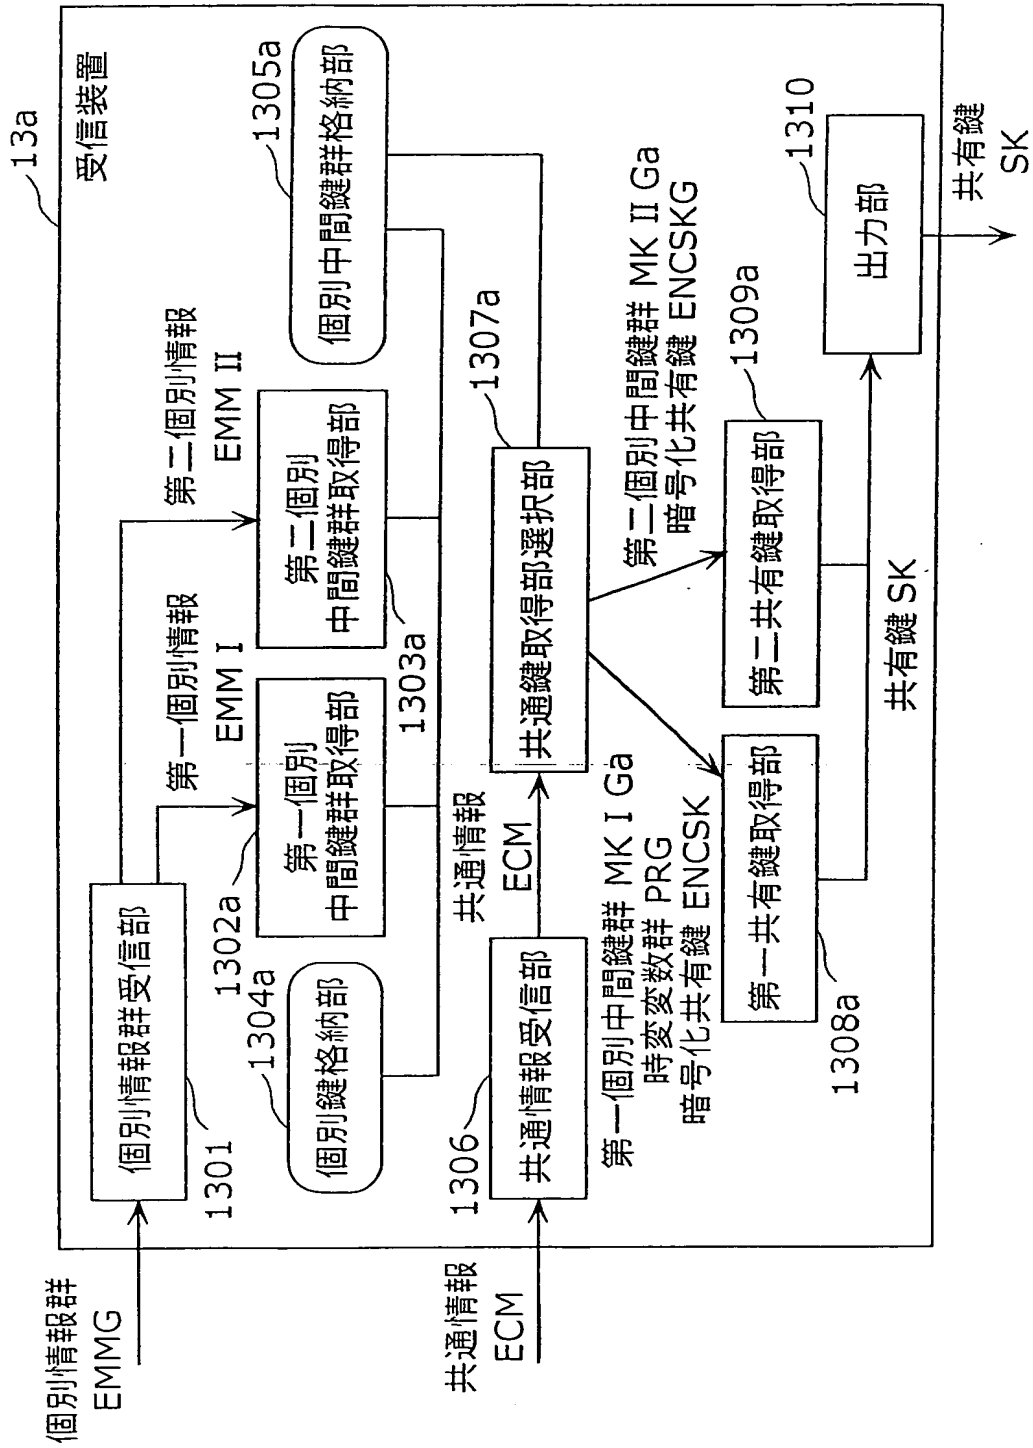 13a
受信装置
個別情報群
EMMG
個別情報群受信部
1301
第一個別情報
EMM I
第二個別情報
EMM II
個別鍵格納部
1304a
第一個別
中間鍵群取得部
1302a
第二個別
中間鍵群取得部
1303a
個別中間鍵群格納部
1305a
共通情報
ECM
共通情報受信部
1306
共通情報
ECM
共通鍵取得部選択部
1307a
第一個別中間鍵群 MK I Ga
時変変数群 PRG
暗号化共有鍵 ENCSK
第二個別中間鍵群 MK II Ga
暗号化共有鍵 ENCSKG
第一共有鍵取得部
1308a
第二共有鍵取得部
1309a
共有鍵 SK
出力部
1310
共有鍵
SK